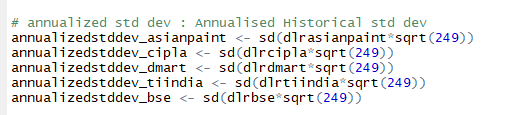 # annualized std dev : Annualised Historical std dev
annualizedstddev_asianpaint <- sd(dlrasianpaint*sqrt(249))
annualizedstddev_cipla <- sd(dlrcipla*sqrt(249))
annualizedstddev_dmart <- sd(dlrdmart*sqrt(249))
annualizedstddev_tiindia <- sd(dlrtiindia*sqrt(249))
annualizedstddev_bse <- sd(dlrbse*sqrt(249))